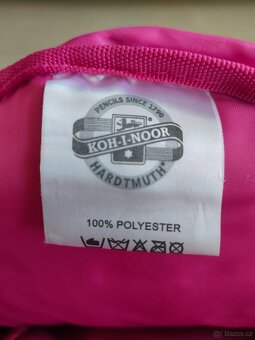 PENCILS SINCE 1790
KOH-I-NOOR
HARDTMUTH
100% POLYESTER
Bazos.cz